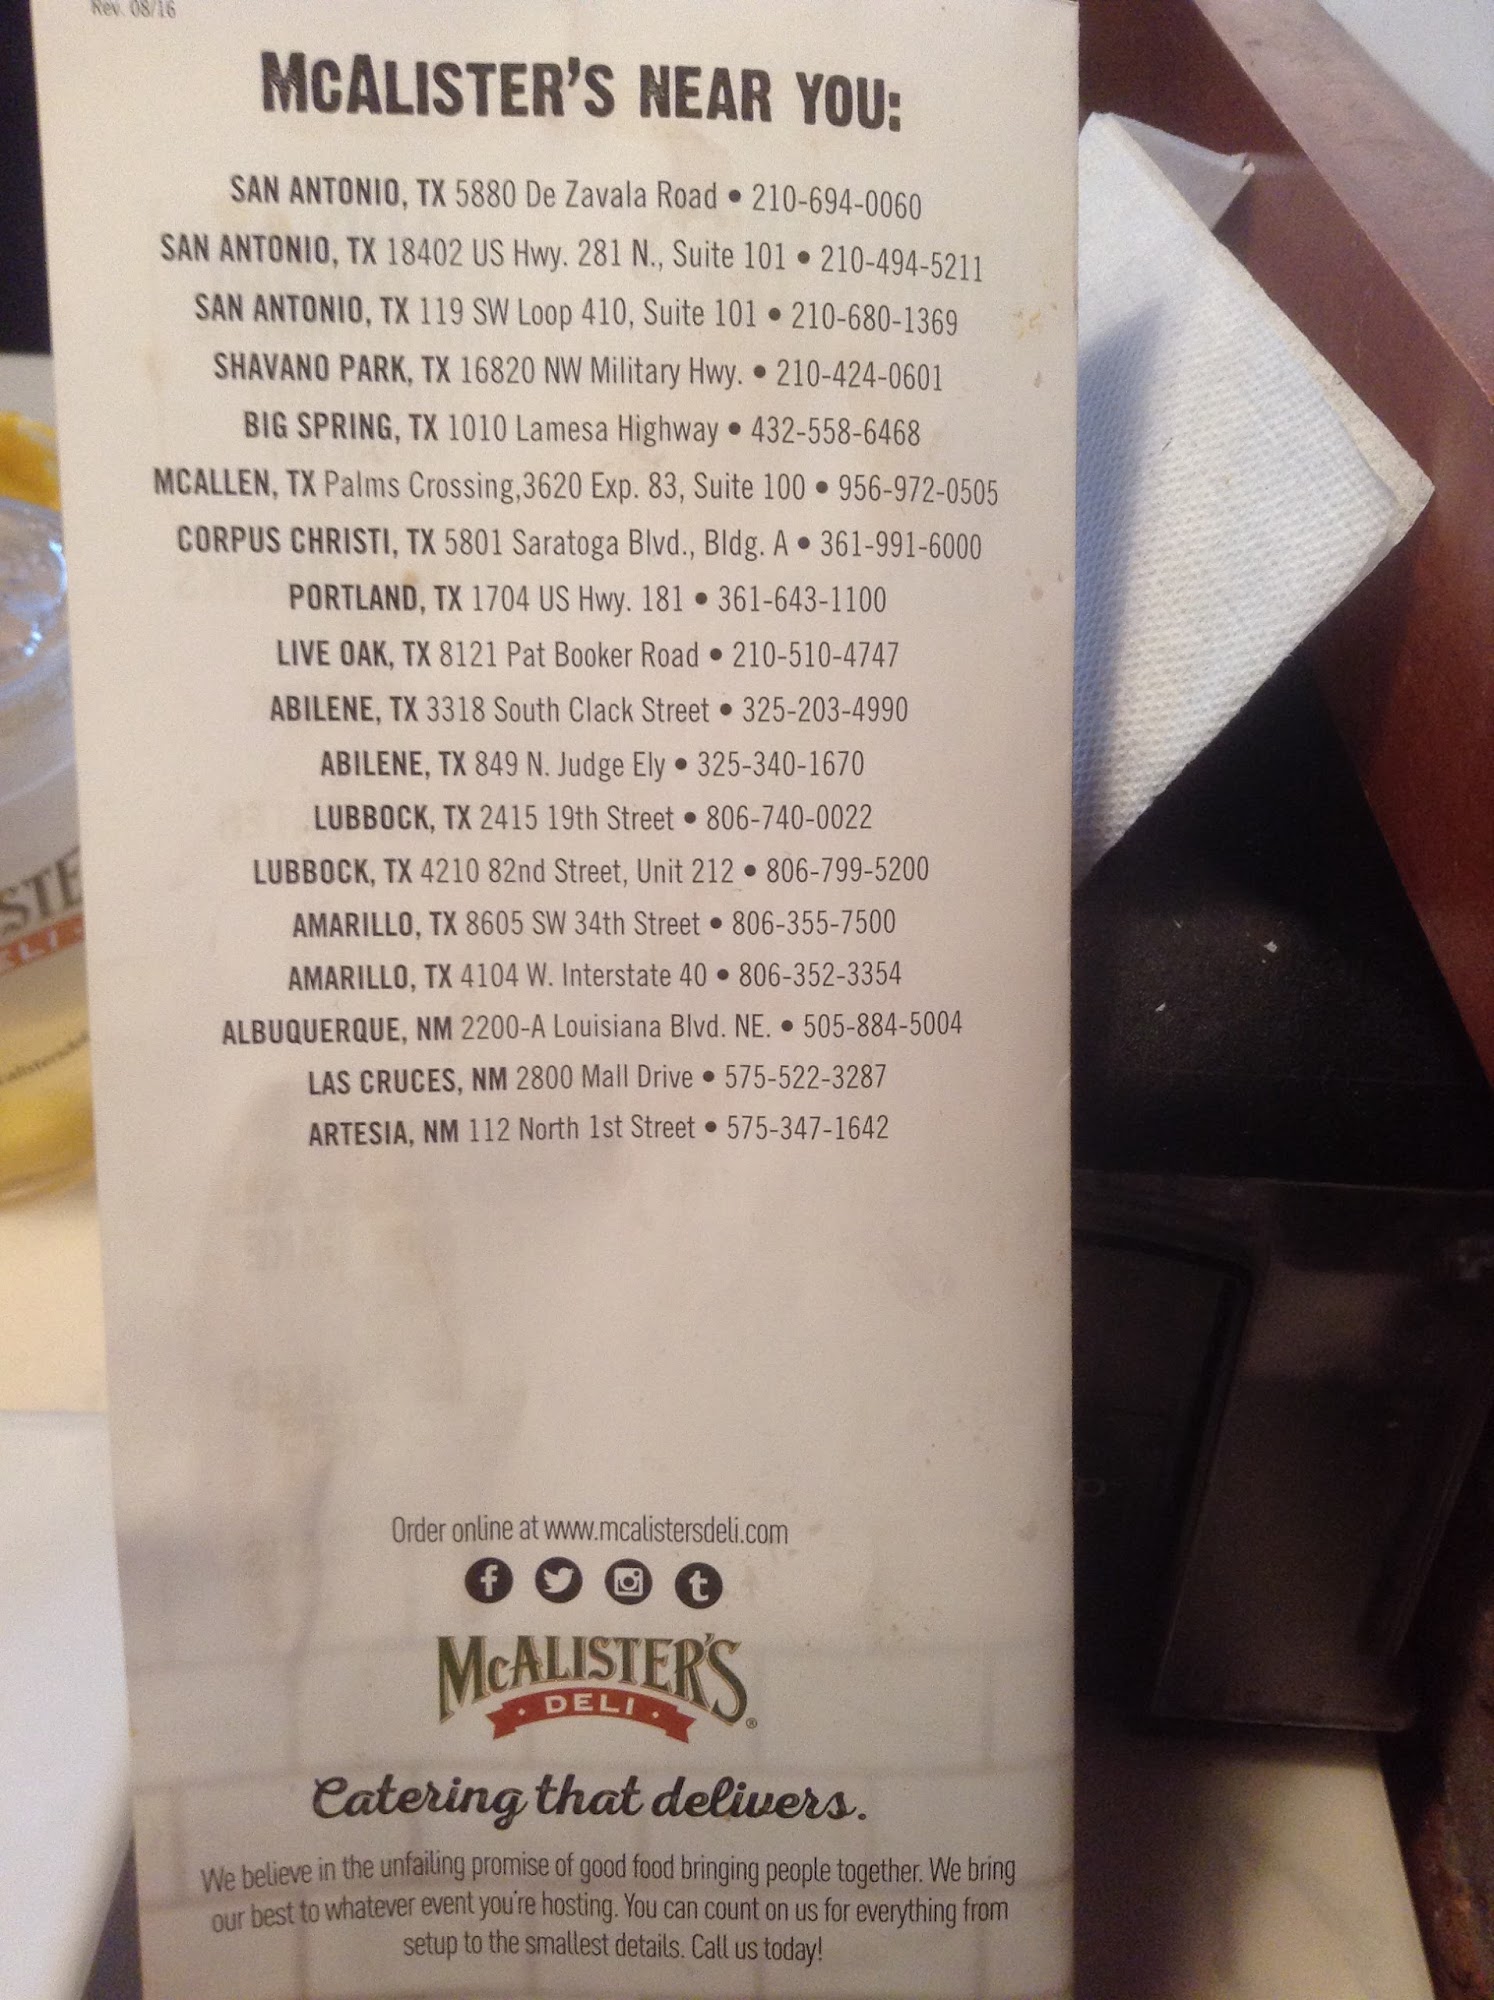 Rev. 08/16
McALISTER'S NEAR YOU:
SAN ANTONIO, TX 5880 De Zavala Road • 210-694-0060
SAN ANTONIO, TX 18402 US Hwy. 281 N., Suite 101 • 210-494-5211
SAN ANTONIO, TX 119 SW Loop 410, Suite 101 • 210-680-1369
SHAVANO PARK, TX 16820 NW Military Hwy. • 210-424-0601
BIG SPRING, TX 1010 Lamesa Highway • 432-558-6468
MCALLEN, TX Palms Crossing,3620 Exp. 83, Suite 100 • 956-972-0505
CORPUS CHRISTI, TX 5801 Saratoga Blvd., Bldg. A • 361-991-6000
PORTLAND, TX 1704 US Hwy. 181 • 361-643-1100
LIVE OAK, TX 8121 Pat Booker Road • 210-510-4747
ABILENE, TX 3318 South Clack Street • 325-203-4990
ABILENE, TX 849 N. Judge Ely • 325-340-1670
LUBBOCK, TX 2415 19th Street • 806-740-0022
LUBBOCK, TX 4210 82nd Street, Unit 212 • 806-799-5200
AMARILLO, TX 8605 SW 34th Street • 806-355-7500
AMARILLO, TX 4104 W. Interstate 40 • 806-352-3354
ALBUQUERQUE, NM 2200-A Louisiana Blvd. NE. • 505-884-5004
LAS CRUCES, NM 2800 Mall Drive • 575-522-3287
ARTESIA, NM 112 North 1st Street • 575-347-1642
Order online at www.mcalistersdeli.com
McALISTER'S
DELI
Catering that delivers.
We believe in the unfailing promise of good food bringing people together. We bring
our best to whatever event you're hosting. You can count on us for everything from
setup to the smallest details. Call us today!